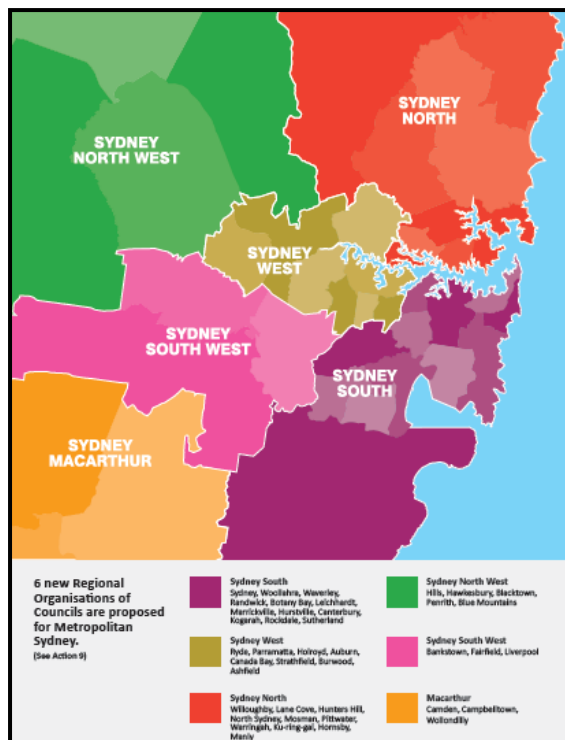 SYDNEY
NORTH WEST
SYDNEY
NORTH
SYDNEY
WEST
SYDNEY
SOUTH WEST
SYDNEY
SOUTH
SYDNEY
MACARTHUR
6 new Regional
Organisations of
Councils are proposed
for Metropolitan
Sydney.
(See Action 9)
Sydney South
Sydney, Woollahra, Waverley,
Randwick, Botany Bay, Leichhardt,
Marrickville, Hurstville, Canterbury,
Kogarah, Rockdale, Sutherland
Sydney West
Ryde, Parramatta, Holroyd, Auburn,
Canada Bay, Strathfield, Burwood,
Ashfield
Sydney North
Willoughby, Lane Cove, Hunters Hill,
North Sydney, Mosman, Pittwater,
Warringah, Ku-ring-gai, Hornsby,
Manly
Sydney North West
Hills, Hawkesbury, Blacktown,
Penrith, Blue Mountains
Sydney South West
Bankstown, Fairfield, Liverpool
Macarthur
Camden, Campbelltown,
Wollondilly